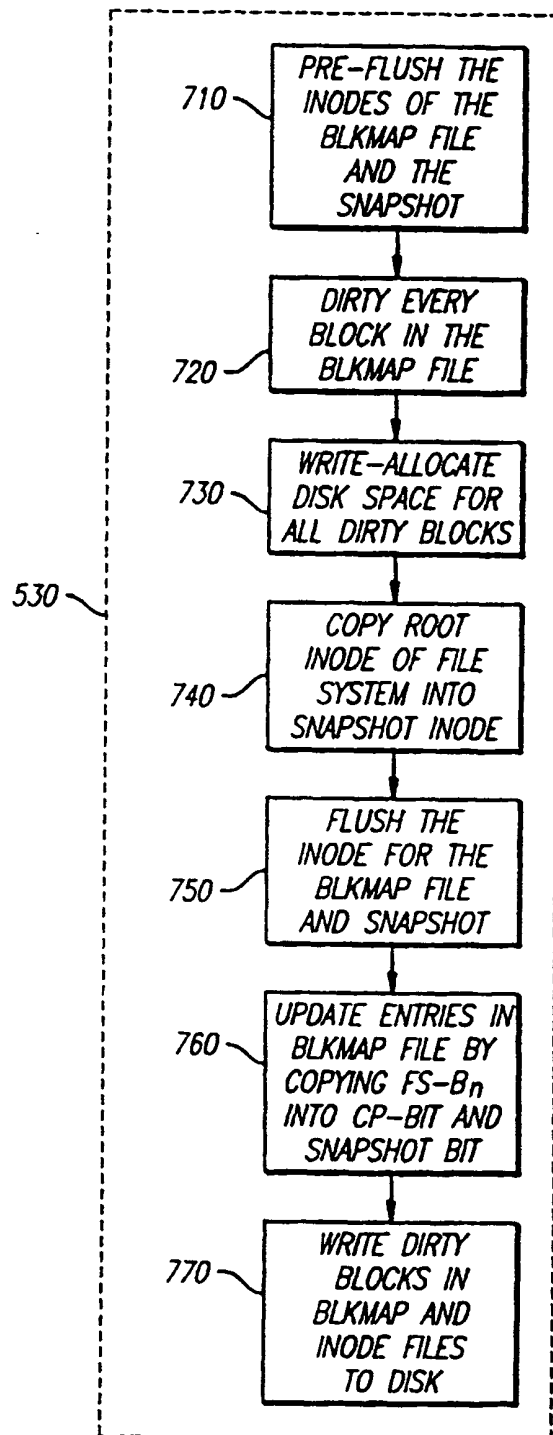 710
PRE-FLUSH THE
INODES OF THE
BLKMAP FILE
AND THE
SNAPSHOT
720
DIRTY EVERY
BLOCK IN THE
BLKMAP FILE
730
WRITE-ALLOCATE
DISK SPACE FOR
ALL DIRTY BLOCKS
530
740
COPY ROOT
INODE OF FILE
SYSTEM INTO
SNAPSHOT INODE
750
FLUSH THE
INODE FOR THE
BLKMAP FILE
AND SNAPSHOT
760
UPDATE ENTRIES IN
BLKMAP FILE BY
COPYING FS-Bn
INTO CP-BIT AND
SNAPSHOT BIT
770
WRITE DIRTY
BLOCKS IN
BLKMAP AND
INODE FILES
TO DISK